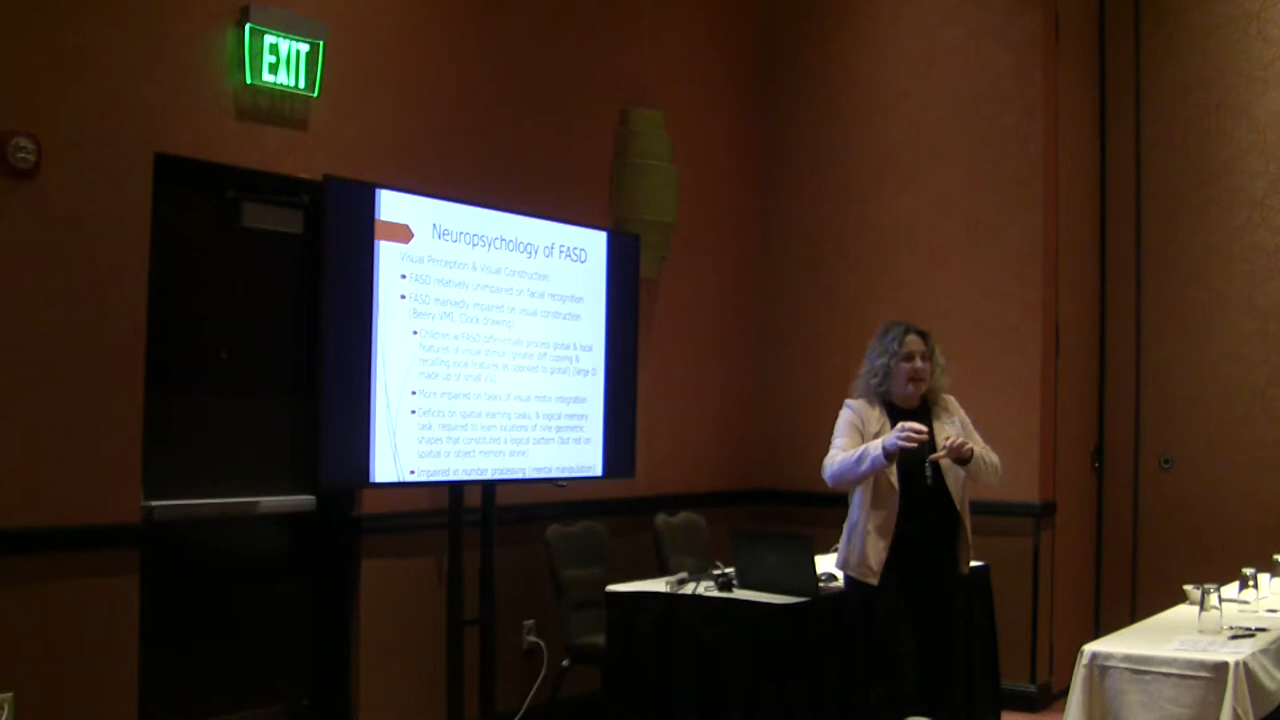 EXIT
Neuropsychology of FASD
Visual Perception & Visual Construction:
FASD relatively unimpaired on facial recognition
FASD markedly impaired on visual construction
(Beery VMI, Clock drawing)
Children w/FASD differentially process global & local
features of visual stimuli (greater diff copying &
recalling local features as opposed to global) (large D
made up of small y's)
More impaired on tasks of visual motor integration
Deficits on spatial learning tasks, & logical memory
task, required to learn locations of nine geometric
shapes that constituted a logical pattern (but not on
spatial or object memory alone)
Impaired in number processing (mental manipulation)